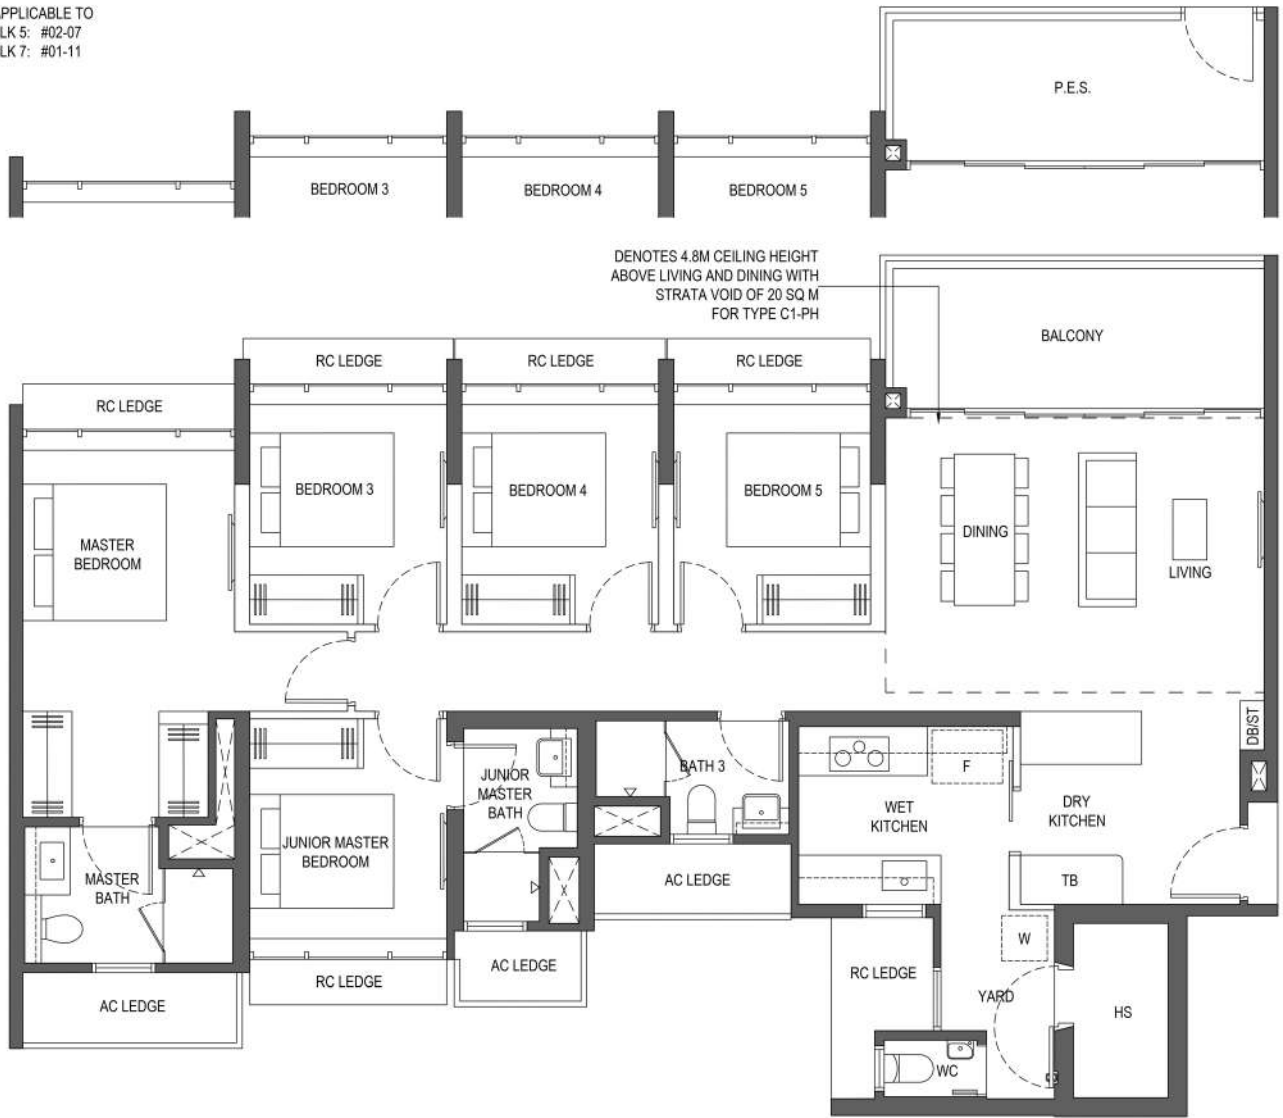 APPLICABLE TO
LK 5: #02-07
LK 7: #01-11
P.E.S.
BEDROOM 3
BEDROOM 4
BEDROOM 5
DENOTES 4.8M CEILING HEIGHT
ABOVE LIVING AND DINING WITH
STRATA VOID OF 20 SQ M
FOR TYPE C1-PH
BALCONY
RC LEDGE
RC LEDGE
RC LEDGE
RC LEDGE
BEDROOM 3
BEDROOM 4
BEDROOM 5
MASTER
BEDROOM
DINING
LIVING
DB/ST
BATH 3
F
JUNIOR
MASTER
BATH
WET
KITCHEN
DRY
KITCHEN
JUNIOR MASTER
BEDROOM
MASTER
BATH
AC LEDGE
TB
W
AC LEDGE
RC LEDGE
RC LEDGE
YARD
AC LEDGE
HS
WC